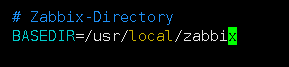 # Zabbix-Directory
BASEDIR=/usr/local/zabbix